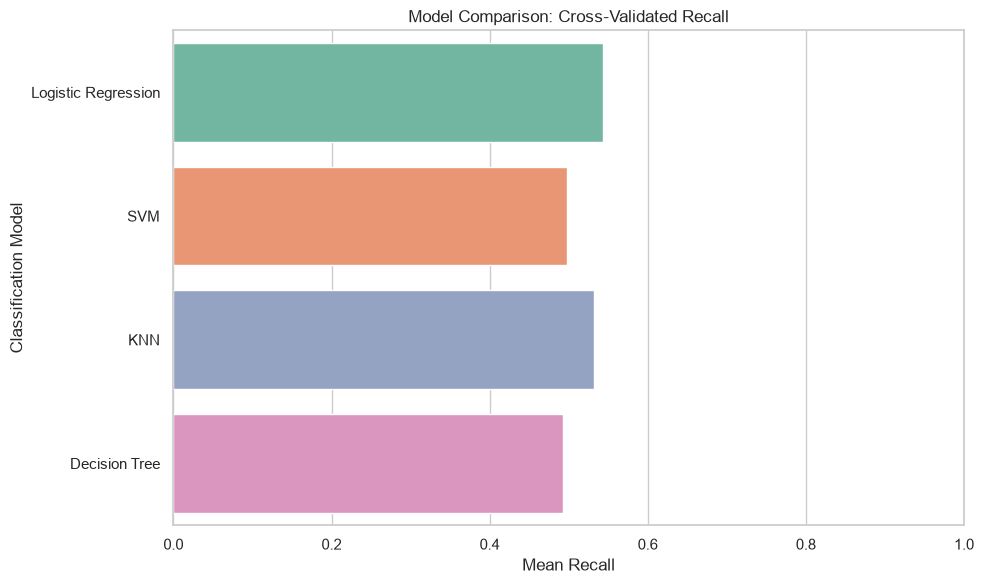 Model Comparison: Cross-Validated Recall
Classification Model
Logistic Regression
SVM
KNN
Decision Tree
0.0 0.2 0.4 0.6 0.8 1.0
Mean Recall